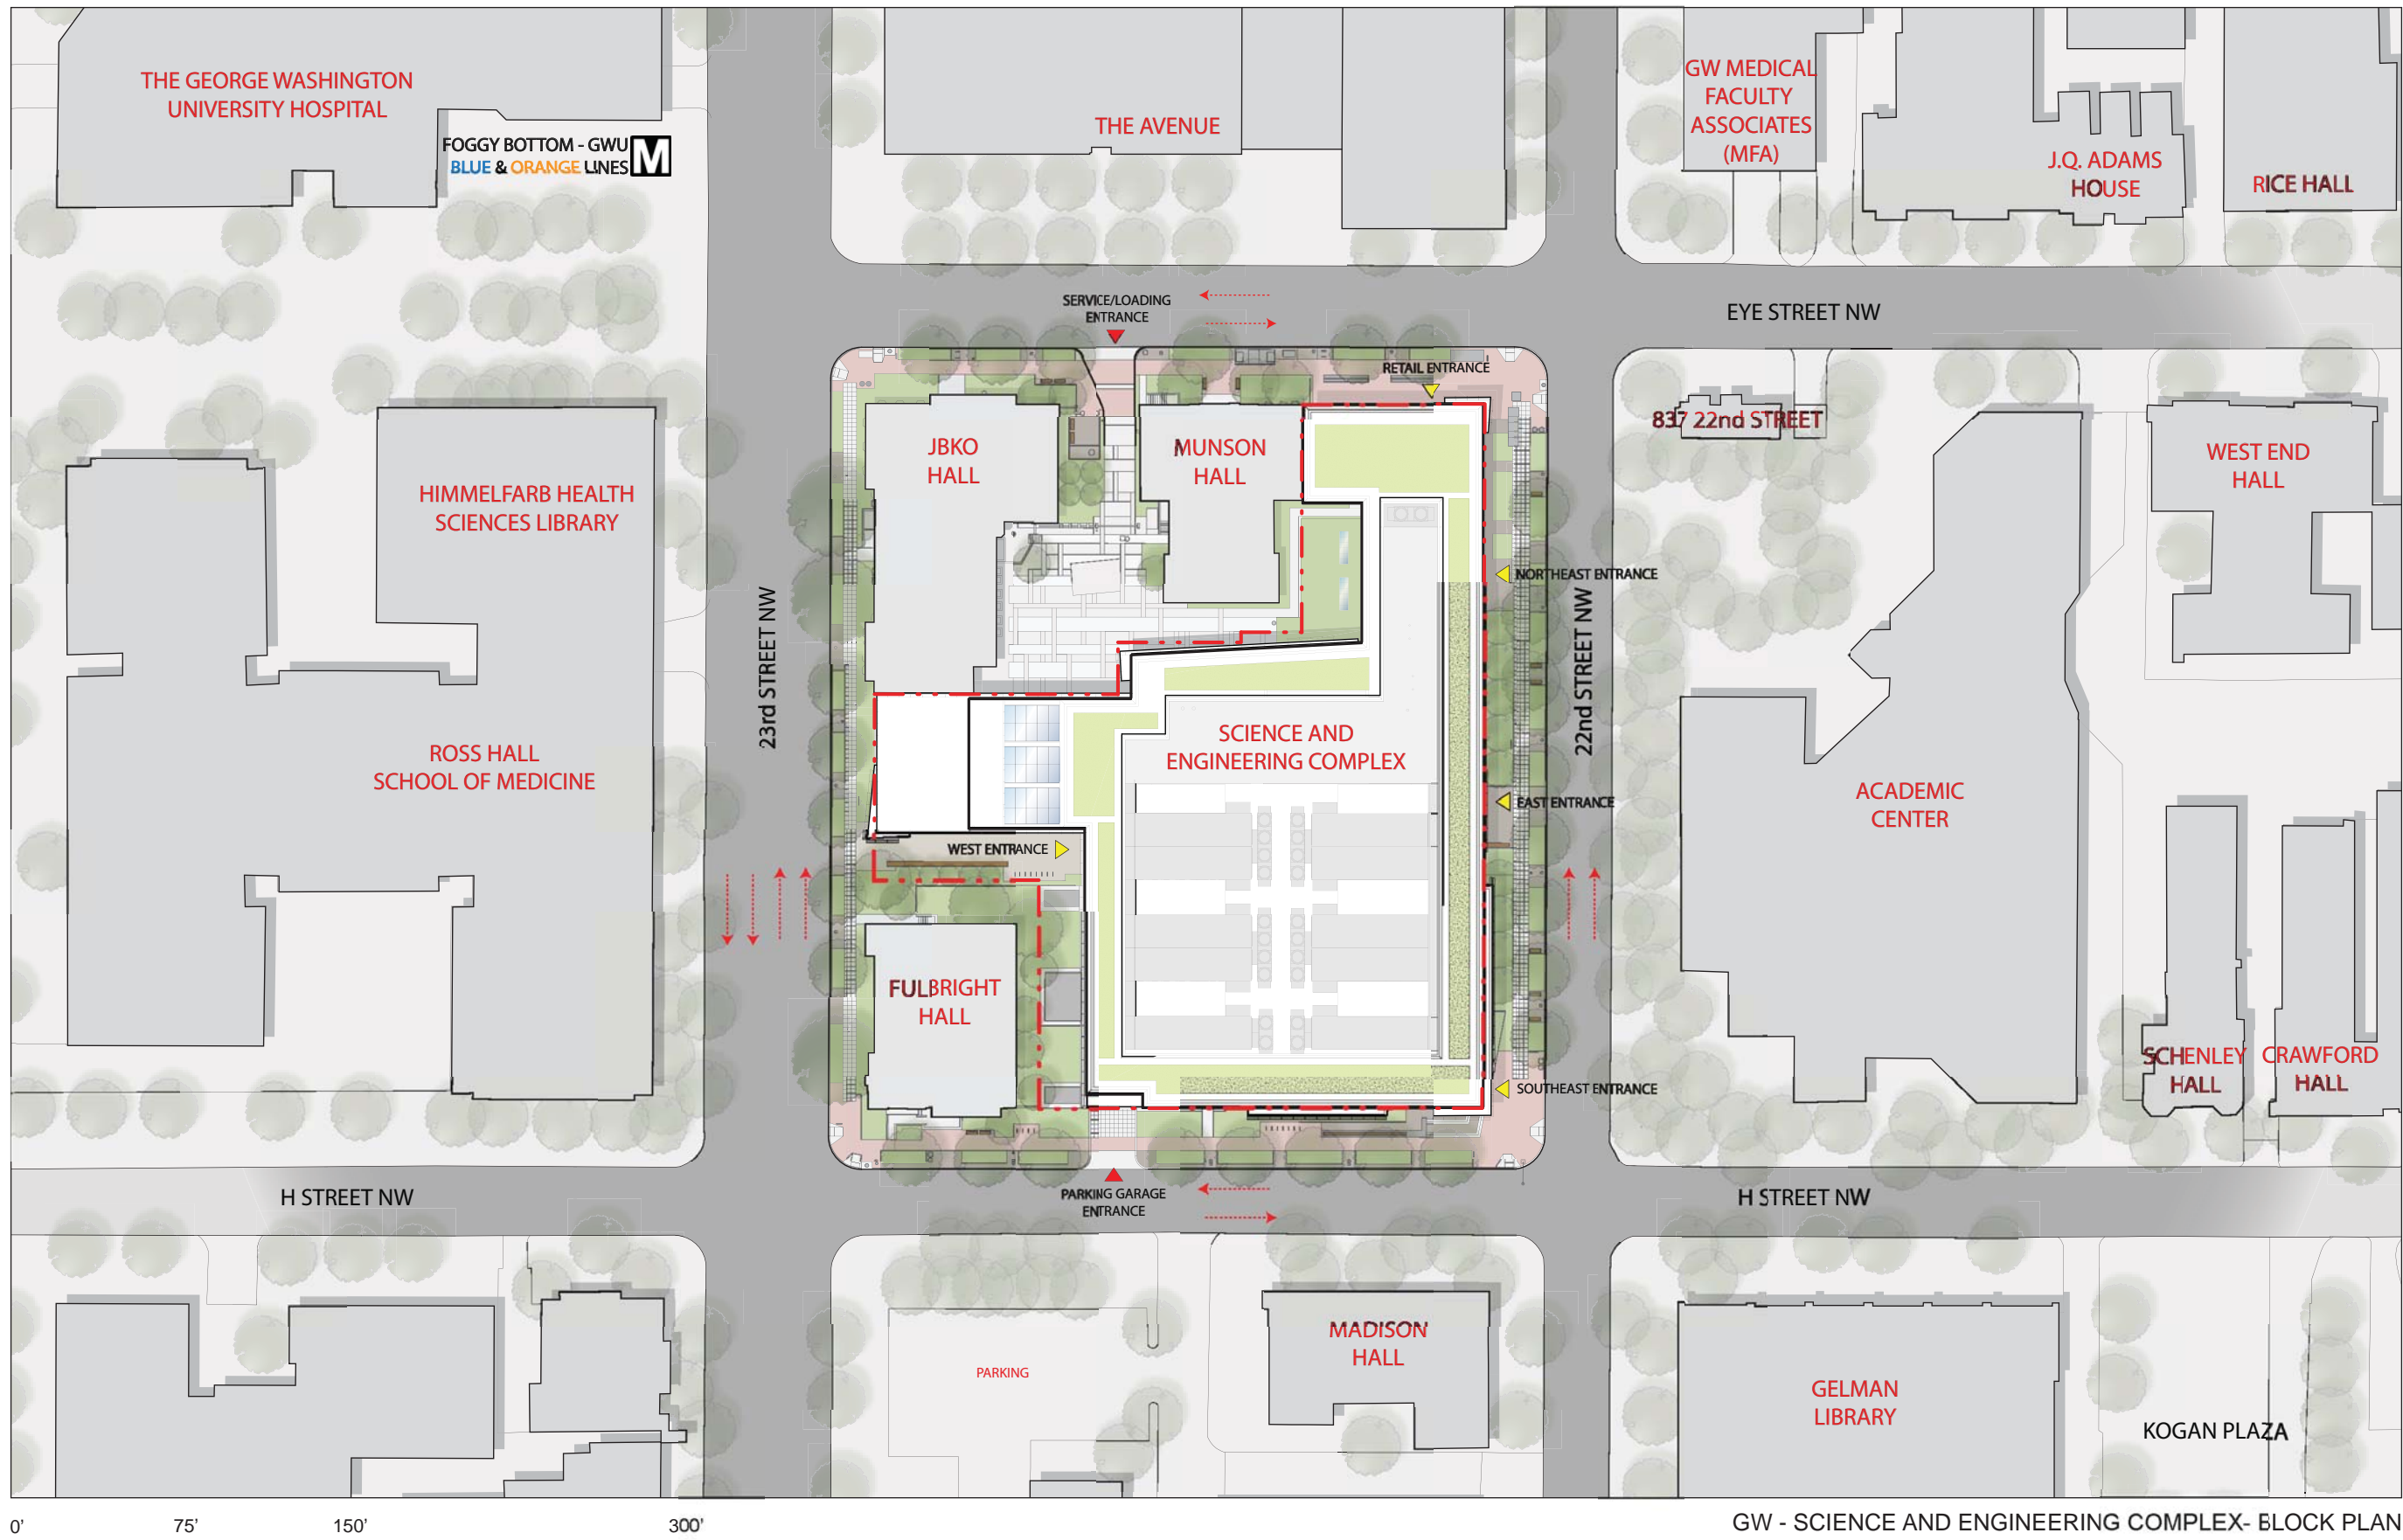 THE GEORGE WASHINGTON
UNIVERSITY HOSPITAL
FOGGY BOTTOM - GWU
BLUE & ORANGE LINES
M
THE AVENUE
GW MEDICAL
FACULTY
ASSOCIATES
(MFA)
J.Q. ADAMS
HOUSE
RICE HALL
SERVICE/LOADING
ENTRANCE
EYE STREET NW
RETAIL ENTRANCE
837 22nd STREET
JBKO
HALL
MUNSON
HALL
WEST END
HALL
HIMMELFARB HEALTH
SCIENCES LIBRARY
NORTHEAST ENTRANCE
23rd STREET NW
22nd STREET NW
ROSS HALL
SCHOOL OF MEDICINE
SCIENCE AND
ENGINEERING COMPLEX
EAST ENTRANCE
ACADEMIC
CENTER
WEST ENTRANCE
FULBRIGHT
HALL
SCHENLEY
HALL
CRAWFORD
HALL
SOUTHEAST ENTRANCE
H STREET NW
PARKING GARAGE
ENTRANCE
H STREET NW
PARKING
MADISON
HALL
GELMAN
LIBRARY
KOGAN PLAZA
0'
75'
150'
300'
GW - SCIENCE AND ENGINEERING COMPLEX- BLOCK PLAN